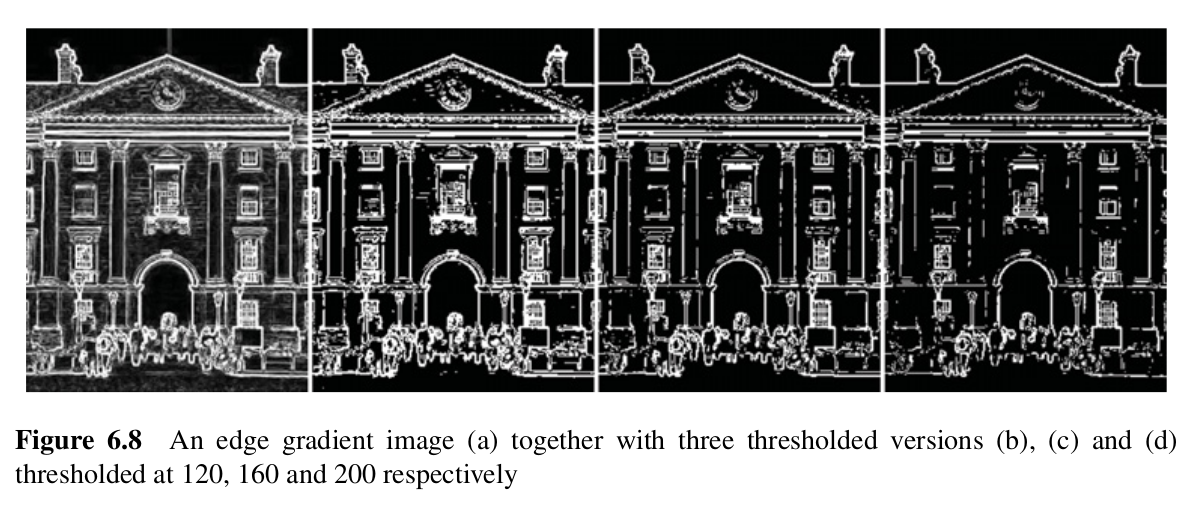 Figure 6.8 An edge gradient image (a) together with three thresholded versions (b), (c) and (d)
thresholded at 120, 160 and 200 respectively